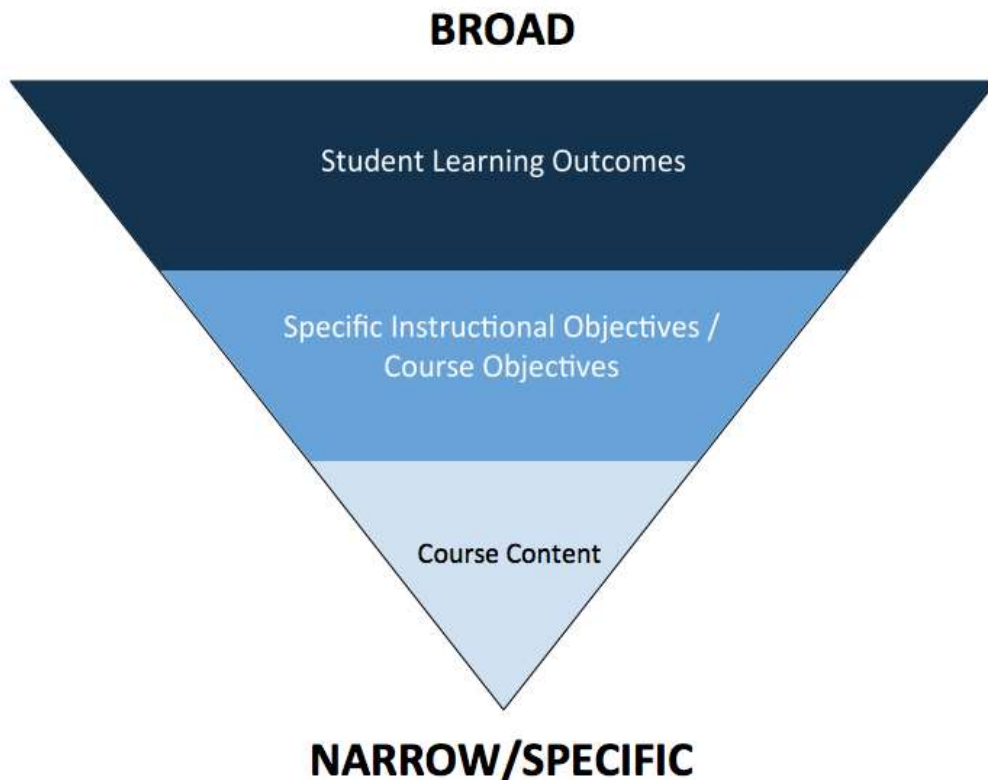 BROAD
Student Learning Outcomes
Specific Instructional Objectives /
Course Objectives
Course Content
NARROW/SPECIFIC